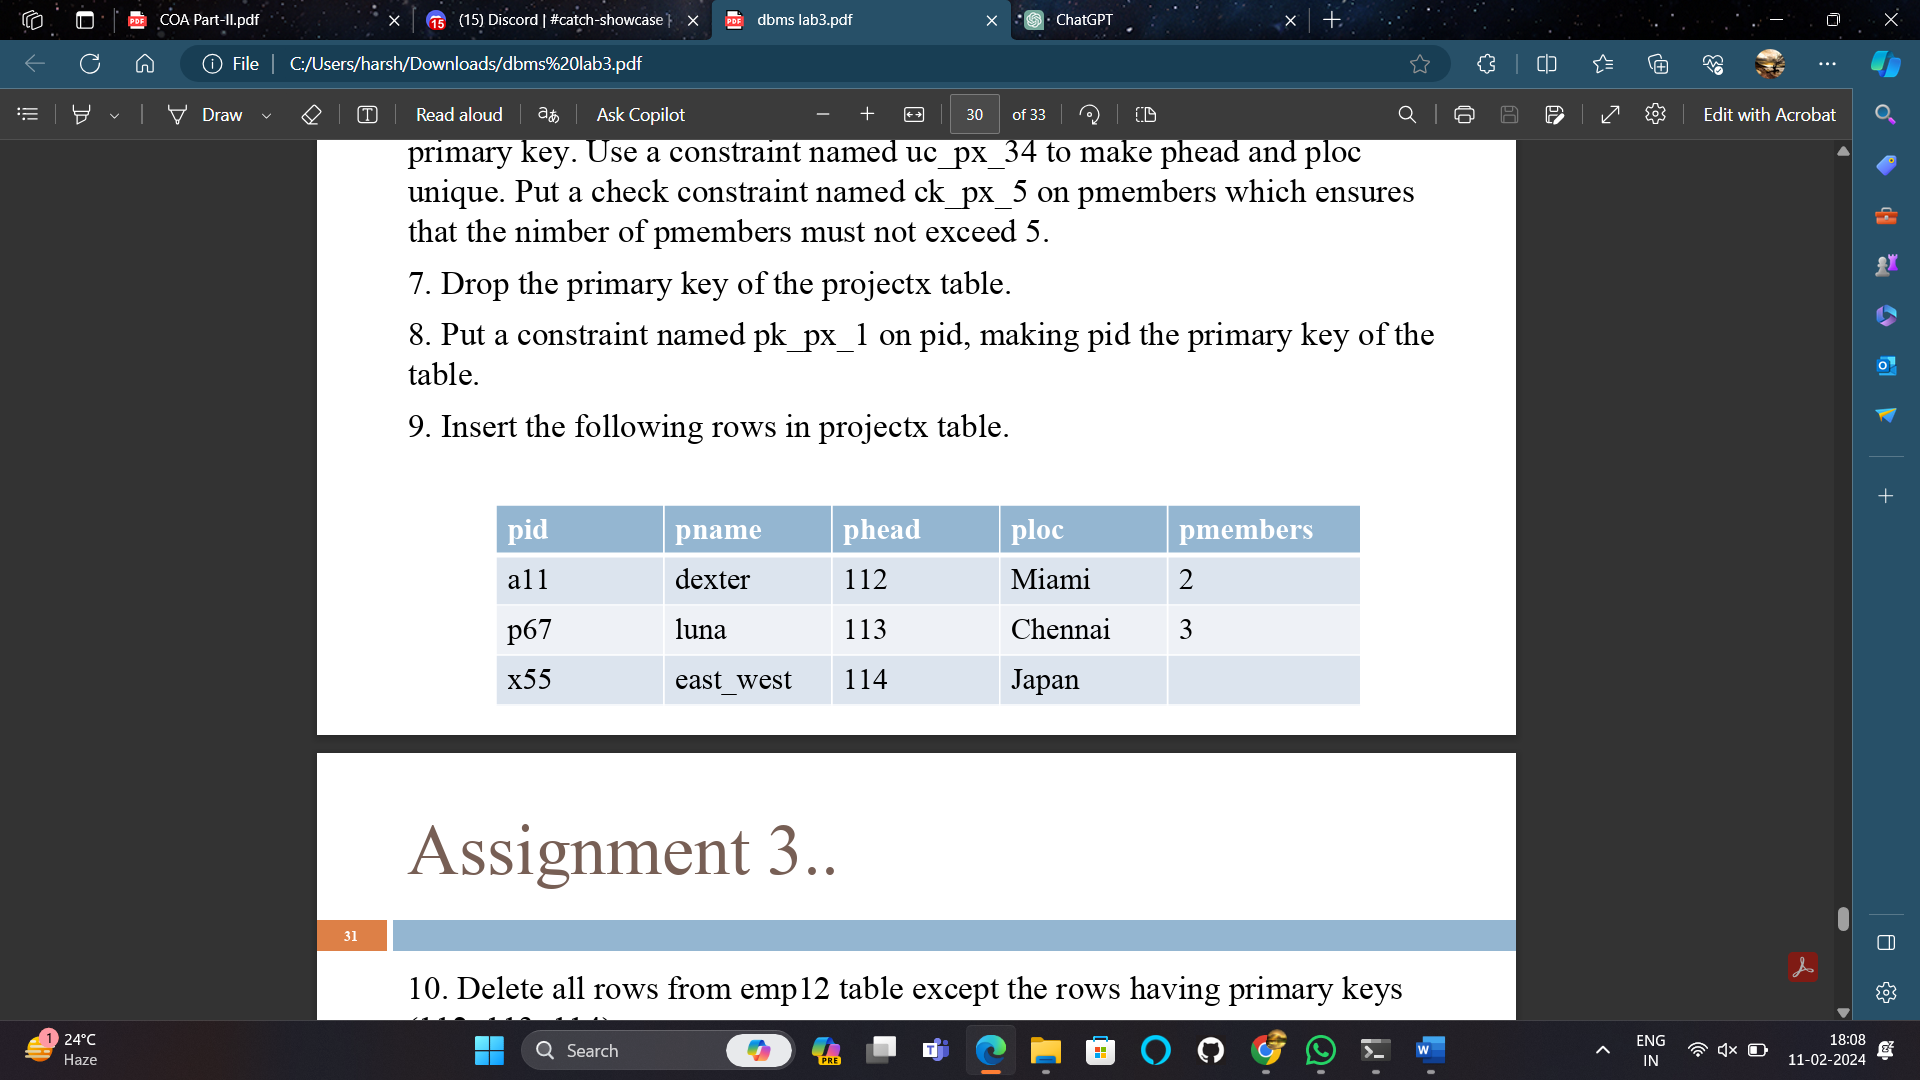 COA Part-II.pdf
(15) Discord | #catch-showcase
dbms lab3.pdf
ChatGPT
File
C:/Users/harsh/Downloads/dbms%20lab3.pdf
Draw
Read aloud
Ask Copilot
30
of 33
Edit with Acrobat
primary key. Use a constraint named uc_px_34 to make phead and ploc
unique. Put a check constraint named ck_px_5 on pmembers which ensures
that the nimber of pmembers must not exceed 5.
7. Drop the primary key of the projectx table.
8. Put a constraint named pk_px_1 on pid, making pid the primary key of the
table.
9. Insert the following rows in projectx table.
pid pname phead ploc pmembers
a11 dexter 112 Miami 2
p67 luna 113 Chennai 3
x55 east_west 114 Japan
Assignment 3..
31
10. Delete all rows from emp12 table except the rows having primary keys
1
24°C
Haze
Search
PRE
ENG
IN
18:08
11-02-2024